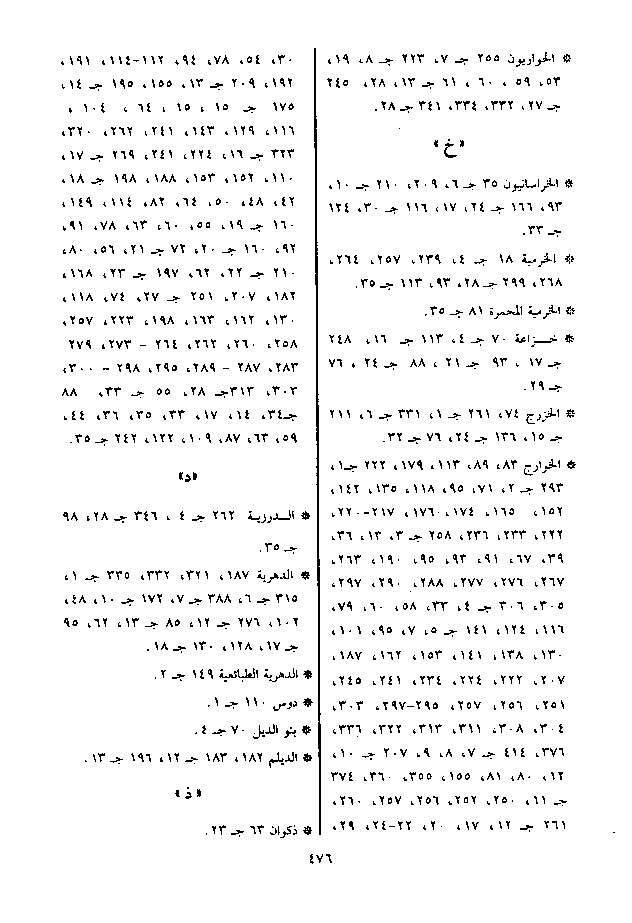 * الحواريون ٢٥٥ جـ ٧، ٢٢٣ جـ ٨، ١٩،
٥٣، ٥٩، ٦٠، ٦١ جـ ١٣، ٢٨، ٢٤٥
جـ ٢٧، ٣٣٢، ٣٣٤، ٣٤١ جـ ٢٨.
«خ»
* الخراسانيون ٣٥ جـ ٦، ٢٠٩، ٢١٠ جـ ١٠،
٩٣، ١٦٦ جـ ٢٤، ١٧، ١١٦ جـ ٣٠، ١٢٤
جـ ٣٣.
* الخرمية ١٨ جـ ٤، ٢٣٩، ٢٥٧، ٢٦٤،
٢٦٨، ٢٩٩ جـ ٢٨، ٩٣، ١١٣ جـ ٣٥.
* الخرمية المحمرة ٨١ جـ ٣٥.
* خـزاعة ٧٠ جـ ٤، ١١٣ جـ ١٦، ٢٤٨
جـ ١٧، ٩٣ جـ ٢١، ٨٨ جـ ٢٤، ٧٦
جـ ٢٩.
* الخزرج ٧٤، ٢٦١ جـ ١، ٣٣١ جـ ٦، ٢١١
جـ ١٥، ١٣٦ جـ ٢٤، ٧٦ جـ ٣٢.
* الخوارج ٨٣، ٨٩، ١١٣، ١٧٩، ٢٢٢ جـ١،
٢٩٣ جـ ٢، ٧١، ٩٥، ١١٨، ١٣٥، ١٤٢،
١٥٢، ١٦٥، ١٧٤، ١٧٦، ٢١٧-٢٢٠،
٢٢٢، ٢٣٣، ٢٣٦، ٢٥٨ جـ ٣، ١٣، ٣٦،
٣٩، ٦٧، ٩١، ٩٣، ٩٥، ١٩٠، ٢٦٣،
٢٦٧، ٢٧٦، ٢٧٧، ٢٨٨، ٢٩٠، ٢٩٧،
٣٠٥، ٣٠٦ جـ ٤، ٣٣، ٥٨، ٦٠، ٧٩،
١١٦، ١٢٤، ١٤١ جـ ٥، ٧، ٩٥، ١٠١،
١٣٠، ١٣٨، ١٤١، ١٥٣، ١٦٢، ١٨٧،
٢٠٧، ٢٢٢، ٢٢٤، ٢٣٤، ٢٤١، ٢٤٥،
٢٥١، ٢٥٦، ٢٥٧، ٢٩٥-٢٩٧، ٣٠٣،
٣٠٤، ٣٠٨، ٣١١، ٣١٣، ٣٢٢، ٣٣٦،
٣٧٦، ٤١٤ جـ ٧، ٨، ٩، ٢٠٧ جـ ١٠،
١٢، ٨٠، ٨١، ١٥٥، ٣٥٥، ٣٦٠، ٣٧٤
جـ ١١، ٢٥٠، ٢٥٢، ٢٥٦، ٢٥٧، ٢٦٠،
٢٦١ جـ ١٢، ١٧، ٢٠، ٢٢-٢٤، ٢٩،
٣٠، ٥٤، ٧٨، ٩٤، ١١٢-١١٤، ١٩١،
١٩٢، ٢٠٩ جـ ١٣، ١٥٥، ١٩٥ جـ ١٤،
١٧٥ جـ ١٥، ١٥، ٦٤، ١٠٤،
١١٦، ١٢٩، ١٤٣، ٢٤١، ٢٦٢، ٣٢٠،
٣٢٣ جـ ١٦، ٢٢٤، ٢٤١، ٢٦٩ جـ ١٧،
١١٠، ١٥٢، ١٥٣، ١٨٨، ١٩٨ جـ ١٨،
٤٢، ٤٨، ٥٠، ٦٤، ٨٢، ١١٤، ١٤٩،
١٦٠ جـ ١٩، ٥٥، ٦٠، ٦٣، ٧٨، ٩١،
٩٢، ١٦٠ جـ ٢٠، ٧٢ جـ ٢١، ٥٦، ٨٠،
٢١٠ جـ ٢٢، ٦٢، ١٩٧ جـ ٢٣، ١٦٨،
١٨٢، ٢٠٧، ٢٥١ جـ ٢٧، ٧٤، ١١٨،
١٣٠، ١٦٢، ١٦٣، ١٩٨، ٢٢٣، ٢٥٧،
٢٥٨، ٢٦٠، ٢٦٢، ٢٦٤ - ٢٧٣، ٢٧٩
٢٨٣، ٢٨٧ - ٢٨٩، ٢٩٥، ٢٩٨ - ٣٠٠،
٣٠٣، ٣١٣جـ ٢٨، ٥٥ جـ ٣٣، ٨٨
جـ٣٤، ١٤، ١٧، ٣٣، ٣٥، ٣٦، ٤٤،
٥٩، ٦٣، ٨٧، ١٠٩، ١٢٢، ٢٤٢ جـ ٣٥.
«د»
* الـدرزية ٢٦٢ جـ ٤، ٣٤٦ جـ ٢٨، ٩٨
جـ ٣٥.
* الدهرية ١٨٧، ٣٢١، ٣٣٢، ٣٣٥ جـ ١،
٣١٥ جـ ٦، ٣٨٨ جـ ٧، ١٧٢ جـ ١٠، ٤٨،
١٠٢، ٢٧٦ جـ ١٢، ٨٥ جـ ١٣، ٦٢، ٩٥
جـ ١٧، ١٢٨، ١٣٠ جـ ١٨.
* الدهرية الطبائعية ١٤٩ جـ ٢.
* دوس ١١٠ جـ ١.
* بنو الديل ٧٠ جـ ٤.
* الديلم ١٨٢، ١٨٣ جـ ١٢، ١٩٦ جـ ١٣.
«ذ»
* ذكوان ٦٣ جـ ٢٣.
٤٧٦